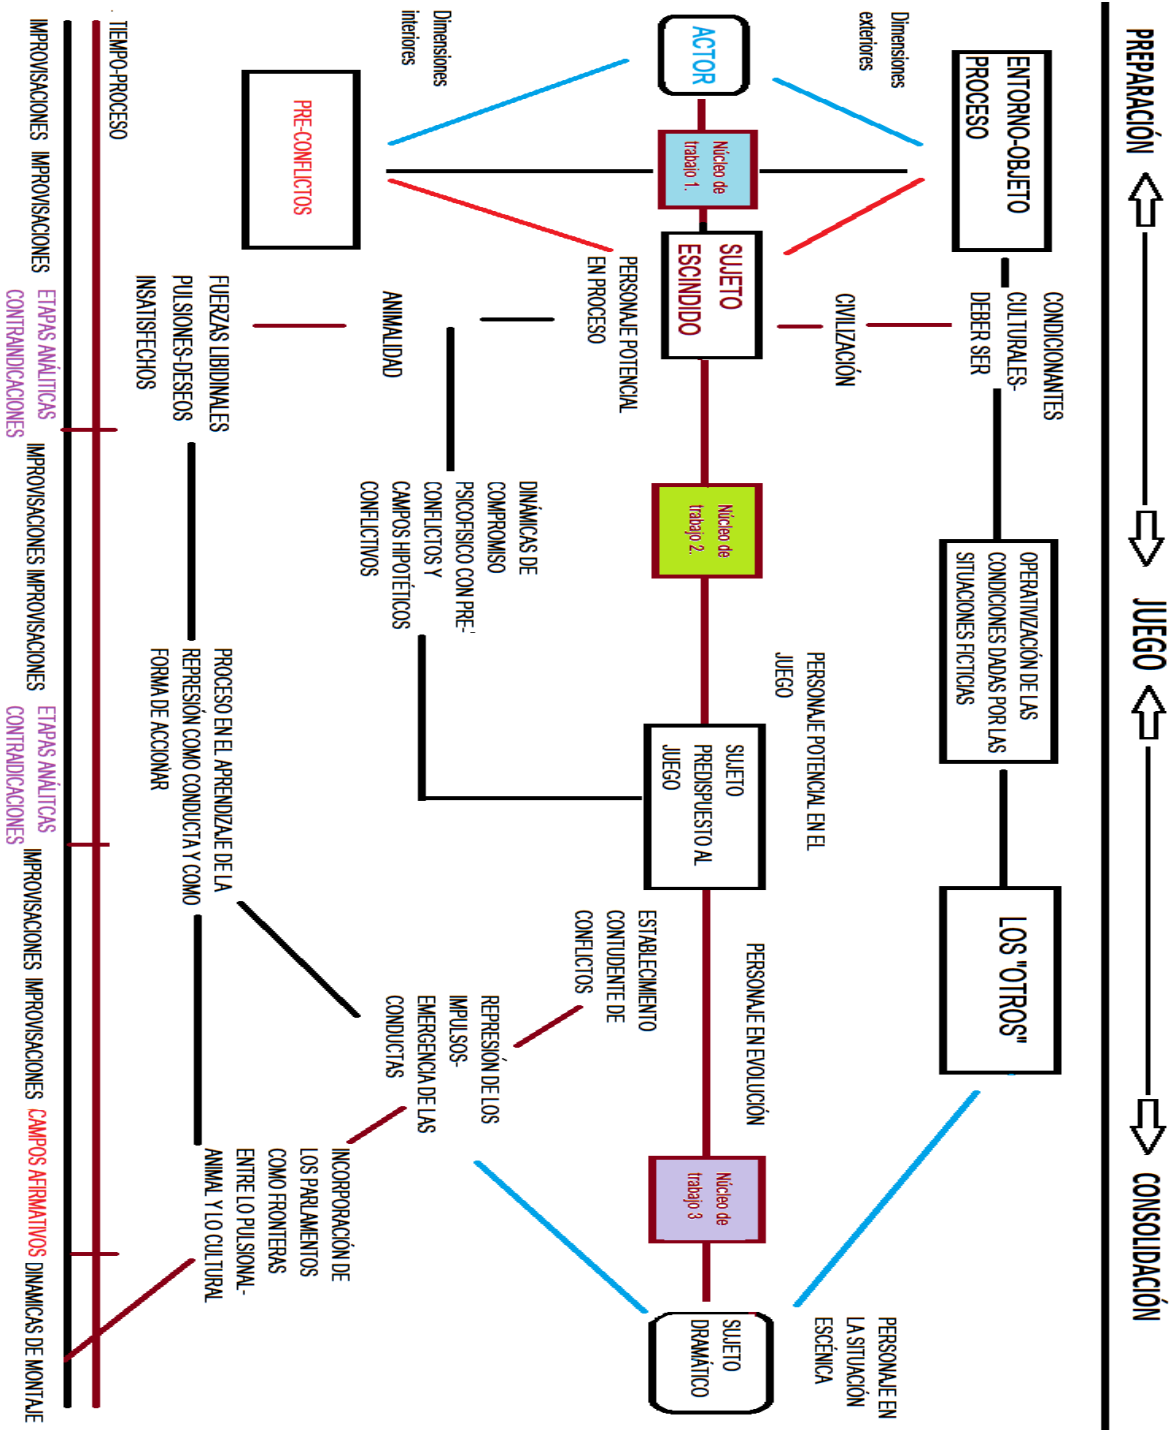 PREPARACIÓN
JUEGO
CONSOLIDACIÓN
ENTORNO-OBJETO
PROCESO
CONDICIONANTES
CULTURALES-
DEBER SER
OPERATIVIZACIÓN DE LAS
CONDICIONES DADAS POR LAS
SITUACIONES FICTICIAS
LOS "OTROS"
Dimensiones
exteriores
CIVILIZACIÓN
PERSONAJE POTENCIAL EN EL
JUEGO
PERSONAJE EN EVOLUCIÓN
PERSONAJE EN
LA SITUACIÓN
ESCÉNICA
ACTOR
Núcleo de
trabajo 1.
SUJETO
ESCINDIDO
Núcleo de
trabajo 2.
SUJETO
PREDISPUESTO AL
JUEGO
Núcleo de
trabajo 3
SUJETO
DRAMÁTICO
PERSONAJE POTENCIAL
EN PROCESO
ESTABLECIMIENTO
CONTUDENTE DE
CONFLICTOS
Dimensiones
interiores
ANIMALIDAD
DINÁMICAS DE
COMPROMISO
PSICOFISICO CON PRE-
CONFLICTOS Y
CAMPOS HIPOTÉTICOS
CONFLICTIVOS
REPRESIÓN DE LOS
IMPULSOS-
EMERGENCIA DE LAS
CONDUCTAS
PRE-CONFLICTOS
FUERZAS LIBIDINALES
PULSIONES-DESEOS
INSATISFECHOS
PROCESO EN EL APRENDIZAJE DE LA
REPRESIÓN COMO CONDUCTA Y COMO
FORMA DE ACCIONAR
INCORPORACIÓN DE
LOS PARLAMENTOS
COMO FRONTERAS
ENTRE LO PULSIONAL-
ANIMAL Y LO CULTURAL
TIEMPO-PROCESO
IMPROVISACIONES IMPROVISACIONES
ETAPAS ANÁLITICAS
CONTRAINDICACIONES
IMPROVISACIONES IMPROVISACIONES
ETAPAS ANÁLITCAS
CONTRAIDICACIONES
IMPROVISACIONES IMPROVISACIONES
CAMPOS AFIRMATIVOS
DINAMICAS DE MONTAJE